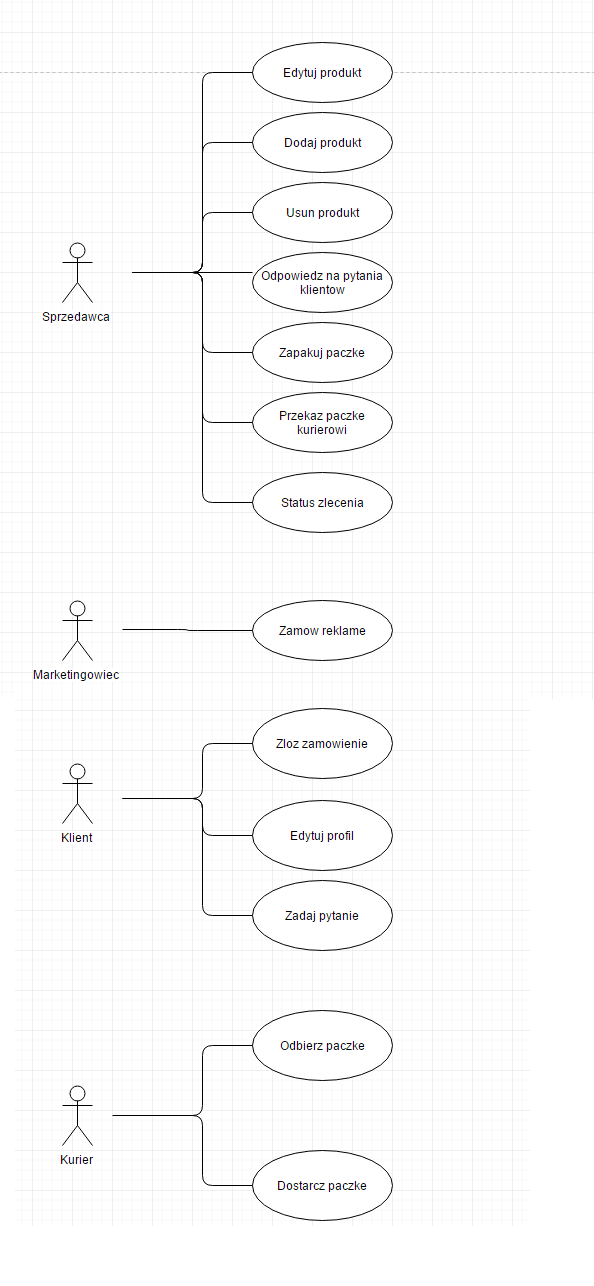 Edytuj produkt
Dodaj produkt
Usun produkt
Odpowiedz na pytania
klientow
Sprzedawca
Zapakuj paczke
Przekaz paczke
kurierowi
Status zlecenia
Zamow reklame
Marketingowiec
Zloz zamowienie
Klient
Edytuj profil
Zadaj pytanie
Odbierz paczke
Kurier
Dostarcz paczke